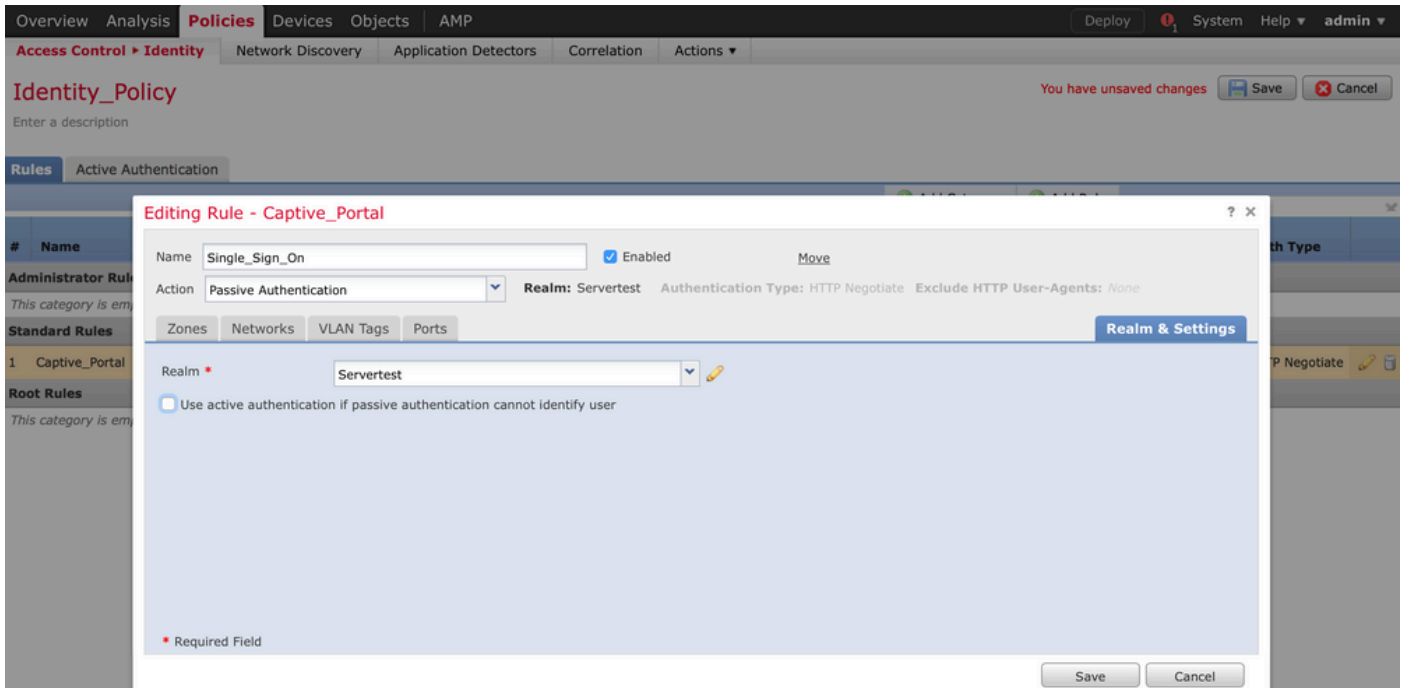 Overview Analysis Policies Devices Objects AMP Deploy 1 System Help admin
Access Control Identity Network Discovery Application Detectors Correlation Actions
Identity_Policy
You have unsaved changes Save Cancel
Enter a description
Rules Active Authentication
Editing Rule - Captive_Portal ?
# Name
Name Single_Sign_On Enabled Move
Type
Administrator
Action Passive Authentication Realm: Servertest Authentication Type: HTTP Negotiate Exclude HTTP User-Agents: None
This category is
Standard Rules
Zones Networks VLAN Tags Ports Realm & Settings
1 Captive_Portal
Negotiate
Realm * Servertest
Root Rules
Use active authentication if passive authentication cannot identify user
This category is
* Required Field
Save Cancel